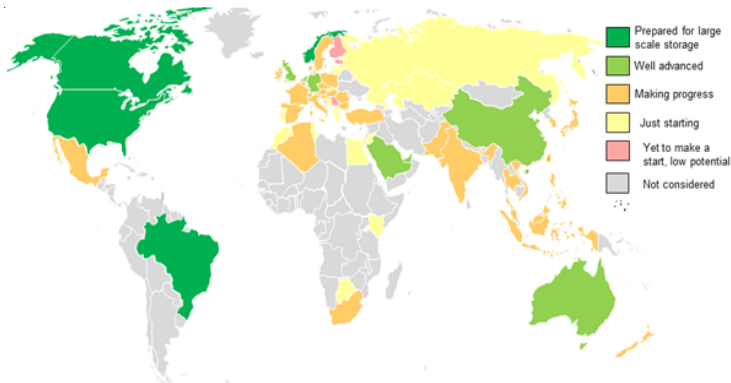 Prepared for large
scale storage
Well advanced
Making progress
Just starting
Yet to make a
start, low potential
Not considered